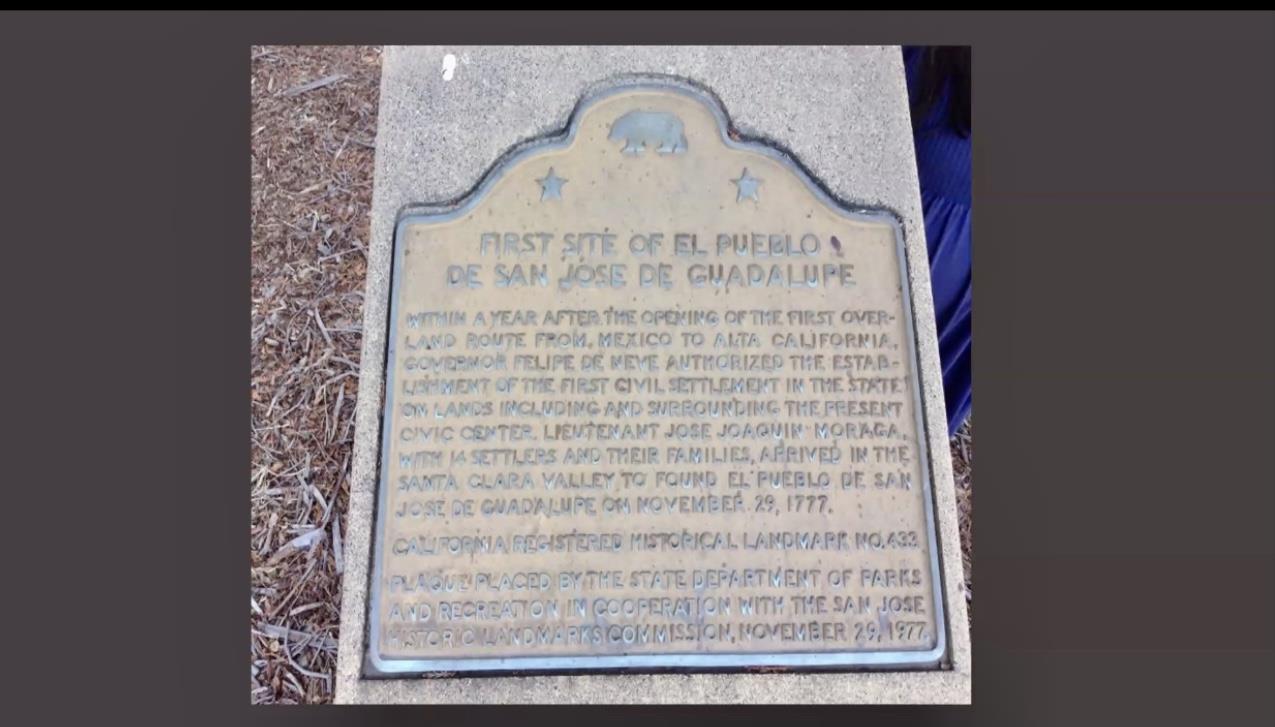 FIRST SITE OF EL PUEBLO
DE SAN JOSE DE GUADALUPE
WITHIN A YEAR AFTER THE OPENING OF THE FIRST OVER-
LAND ROUTE FROM MEXICO TO ALTA CALIFORNIA,
GOVERNOR FELIPE DE NEVE AUTHORIZED THE ESTAB-
LISHMENT OF THE FIRST CIVIL SETTLEMENT IN THE STATE
ON LANDS INCLUDING AND SURROUNDING THE PRESENT
CIVIC CENTER. LIEUTENANT JOSE JOAQUIN MORAGA,
WITH 14 SETTLERS AND THEIR FAMILIES, ARRIVED IN THE
SANTA CLARA VALLEY TO FOUND EL PUEBLO DE SAN
JOSE DE GUADALUPE ON NOVEMBER 29, 1777.
CALIFORNIA REGISTERED HISTORICAL LANDMARK NO.433
PLAQUE PLACED BY THE STATE DEPARTMENT OF PARKS
AND RECREATION IN COOPERATION WITH THE SAN JOSE
HISTORIC LANDMARKS COMMISSION, NOVEMBER 29, 1977.